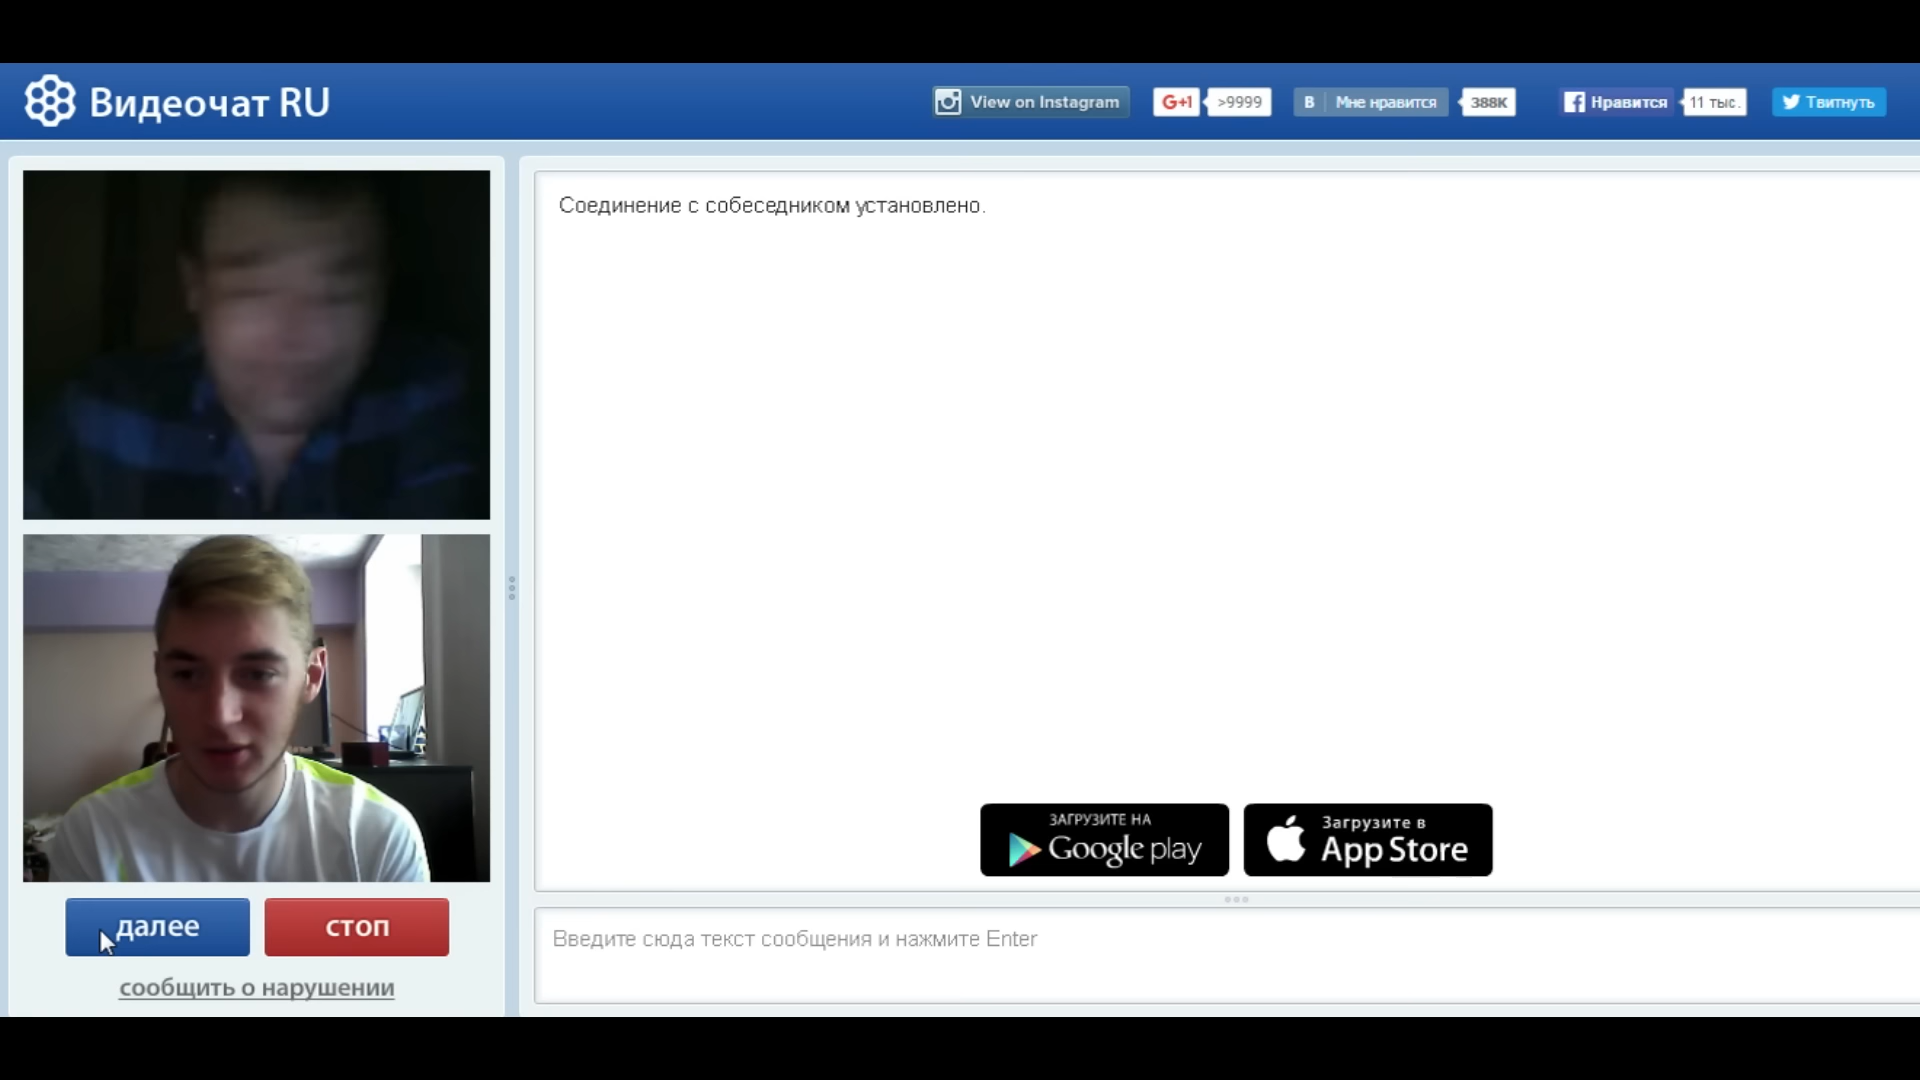 Видеочат RU
View on Instagram
G+1
>9999
B
Мне нравится
388K
Нравится
11 тыс.
Твитнуть
Соединение с собеседником установлено.
ЗАГРУЗИТЕ НА
Google play
Загрузите в
App Store
далее
стоп
Введите сюда текст сообщения и нажмите Enter
сообщить о нарушении